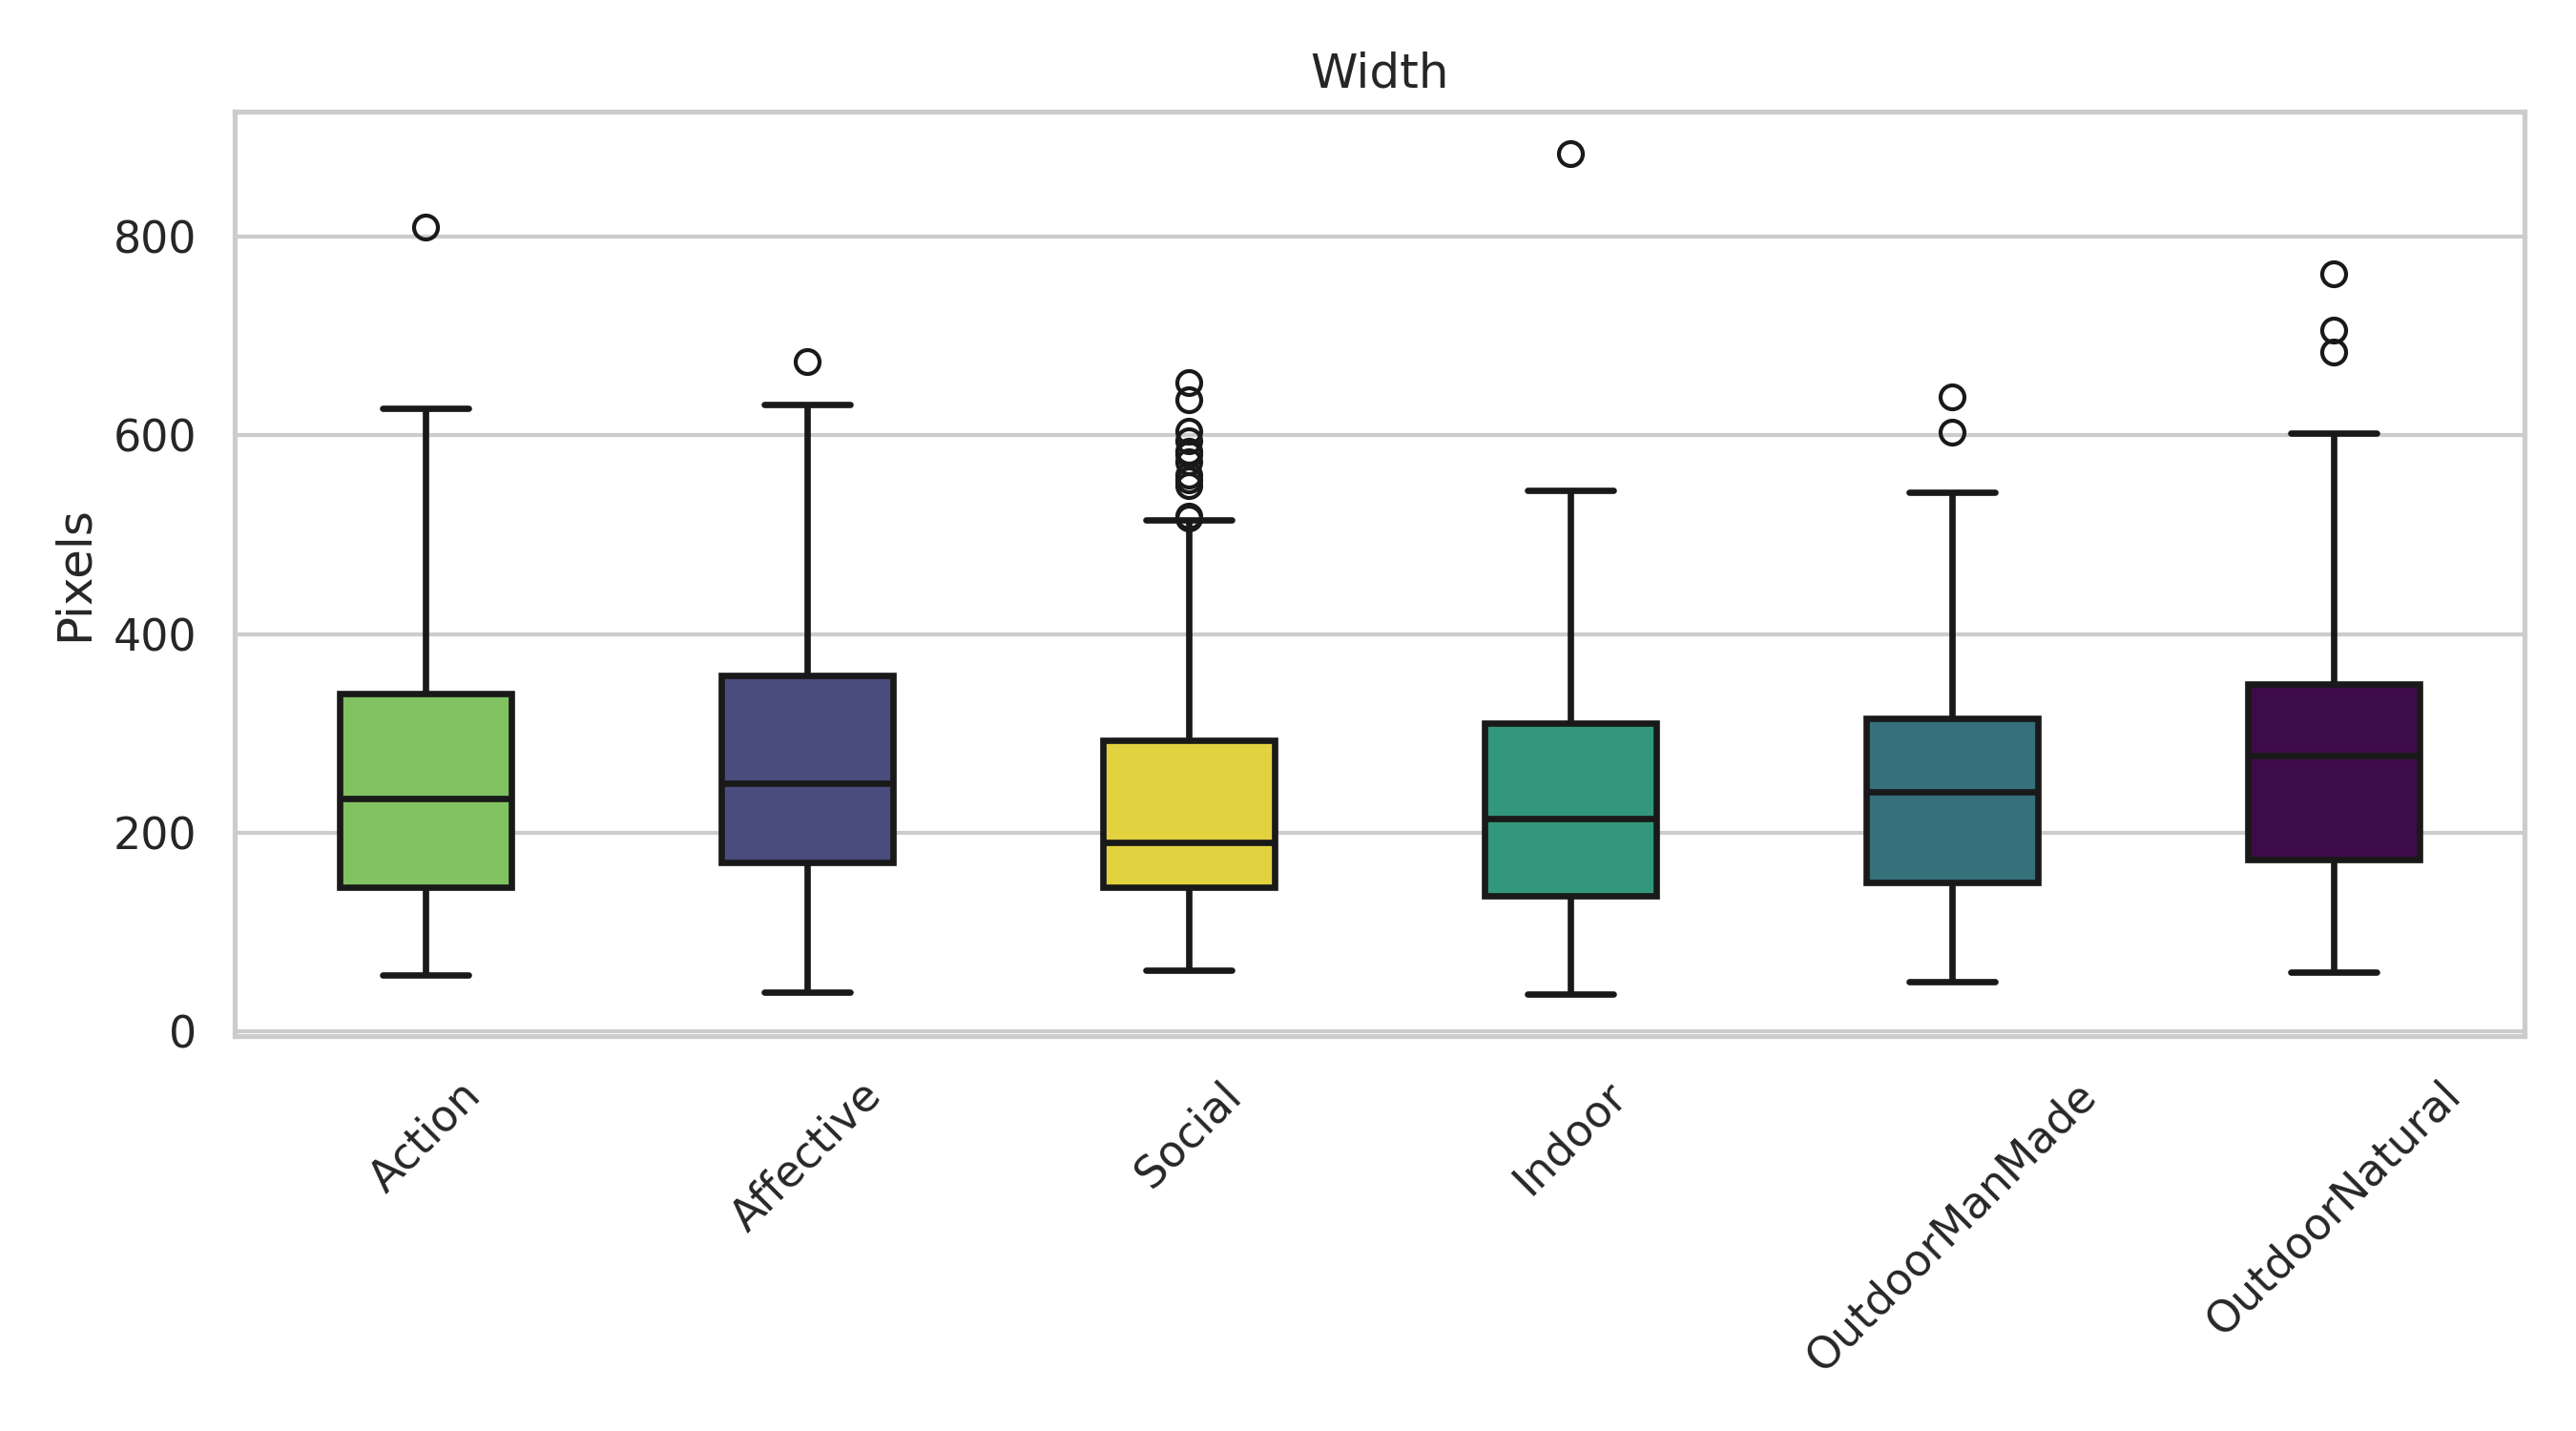 Width
Pixels
800
600
400
200
0
Action
Affective
Social
Indoor
OutdoorManMade
OutdoorNatural